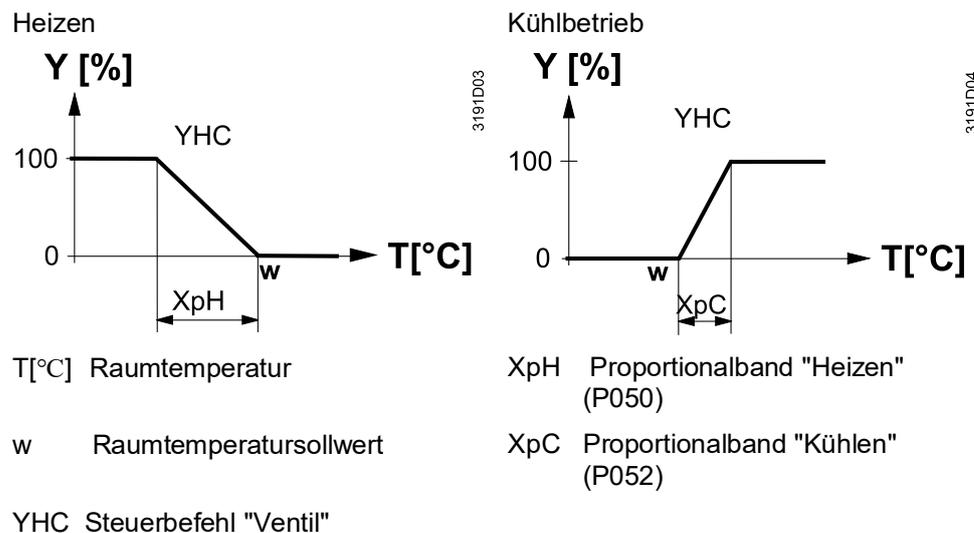 Heizen
Y [%]
3191D03
YHC
100
0
T[°C]
w
XpH
Kühlbetrieb
Y [%]
3191D04
YHC
100
0
T[°C]
w
XpC
T[°C] Raumtemperatur
w Raumtemperatursollwert
YHC Steuerbefehl "Ventil"
XpH Proportionalband "Heizen"
(P050)
XpC Proportionalband "Kühlen"
(P052)